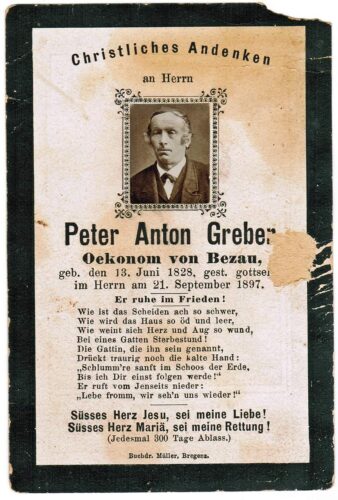 Christliches Andenken
an Herrn
Peter Anton Greber
Oekonom von Bezau,
geb. den 13. Juni 1828, gest. gottsel
im Herrn am 21. September 1897.
Er ruhe im Frieden!
Wie ist das Scheiden ach so schwer,
Wie wird das Haus so öd und leer,
Wie weint sich Herz und Aug so wund,
Bei eines Gatten Sterbestund!
Die Gattin, die ihn sein genannt,
Drückt traurig noch die kalte Hand:
„Schlumm're sanft im Schoos der Erde,
Bis ich Dir einst folgen werde!“
Er ruft vom Jenseits nieder:
„Lebe fromm, wir seh'n uns wieder!“
Süsses Herz Jesu, sei meine Liebe!
Süsses Herz Mariä, sei meine Rettung!
(Jedesmal 300 Tage Ablass.)
Buchdr. Müller, Bregenz.